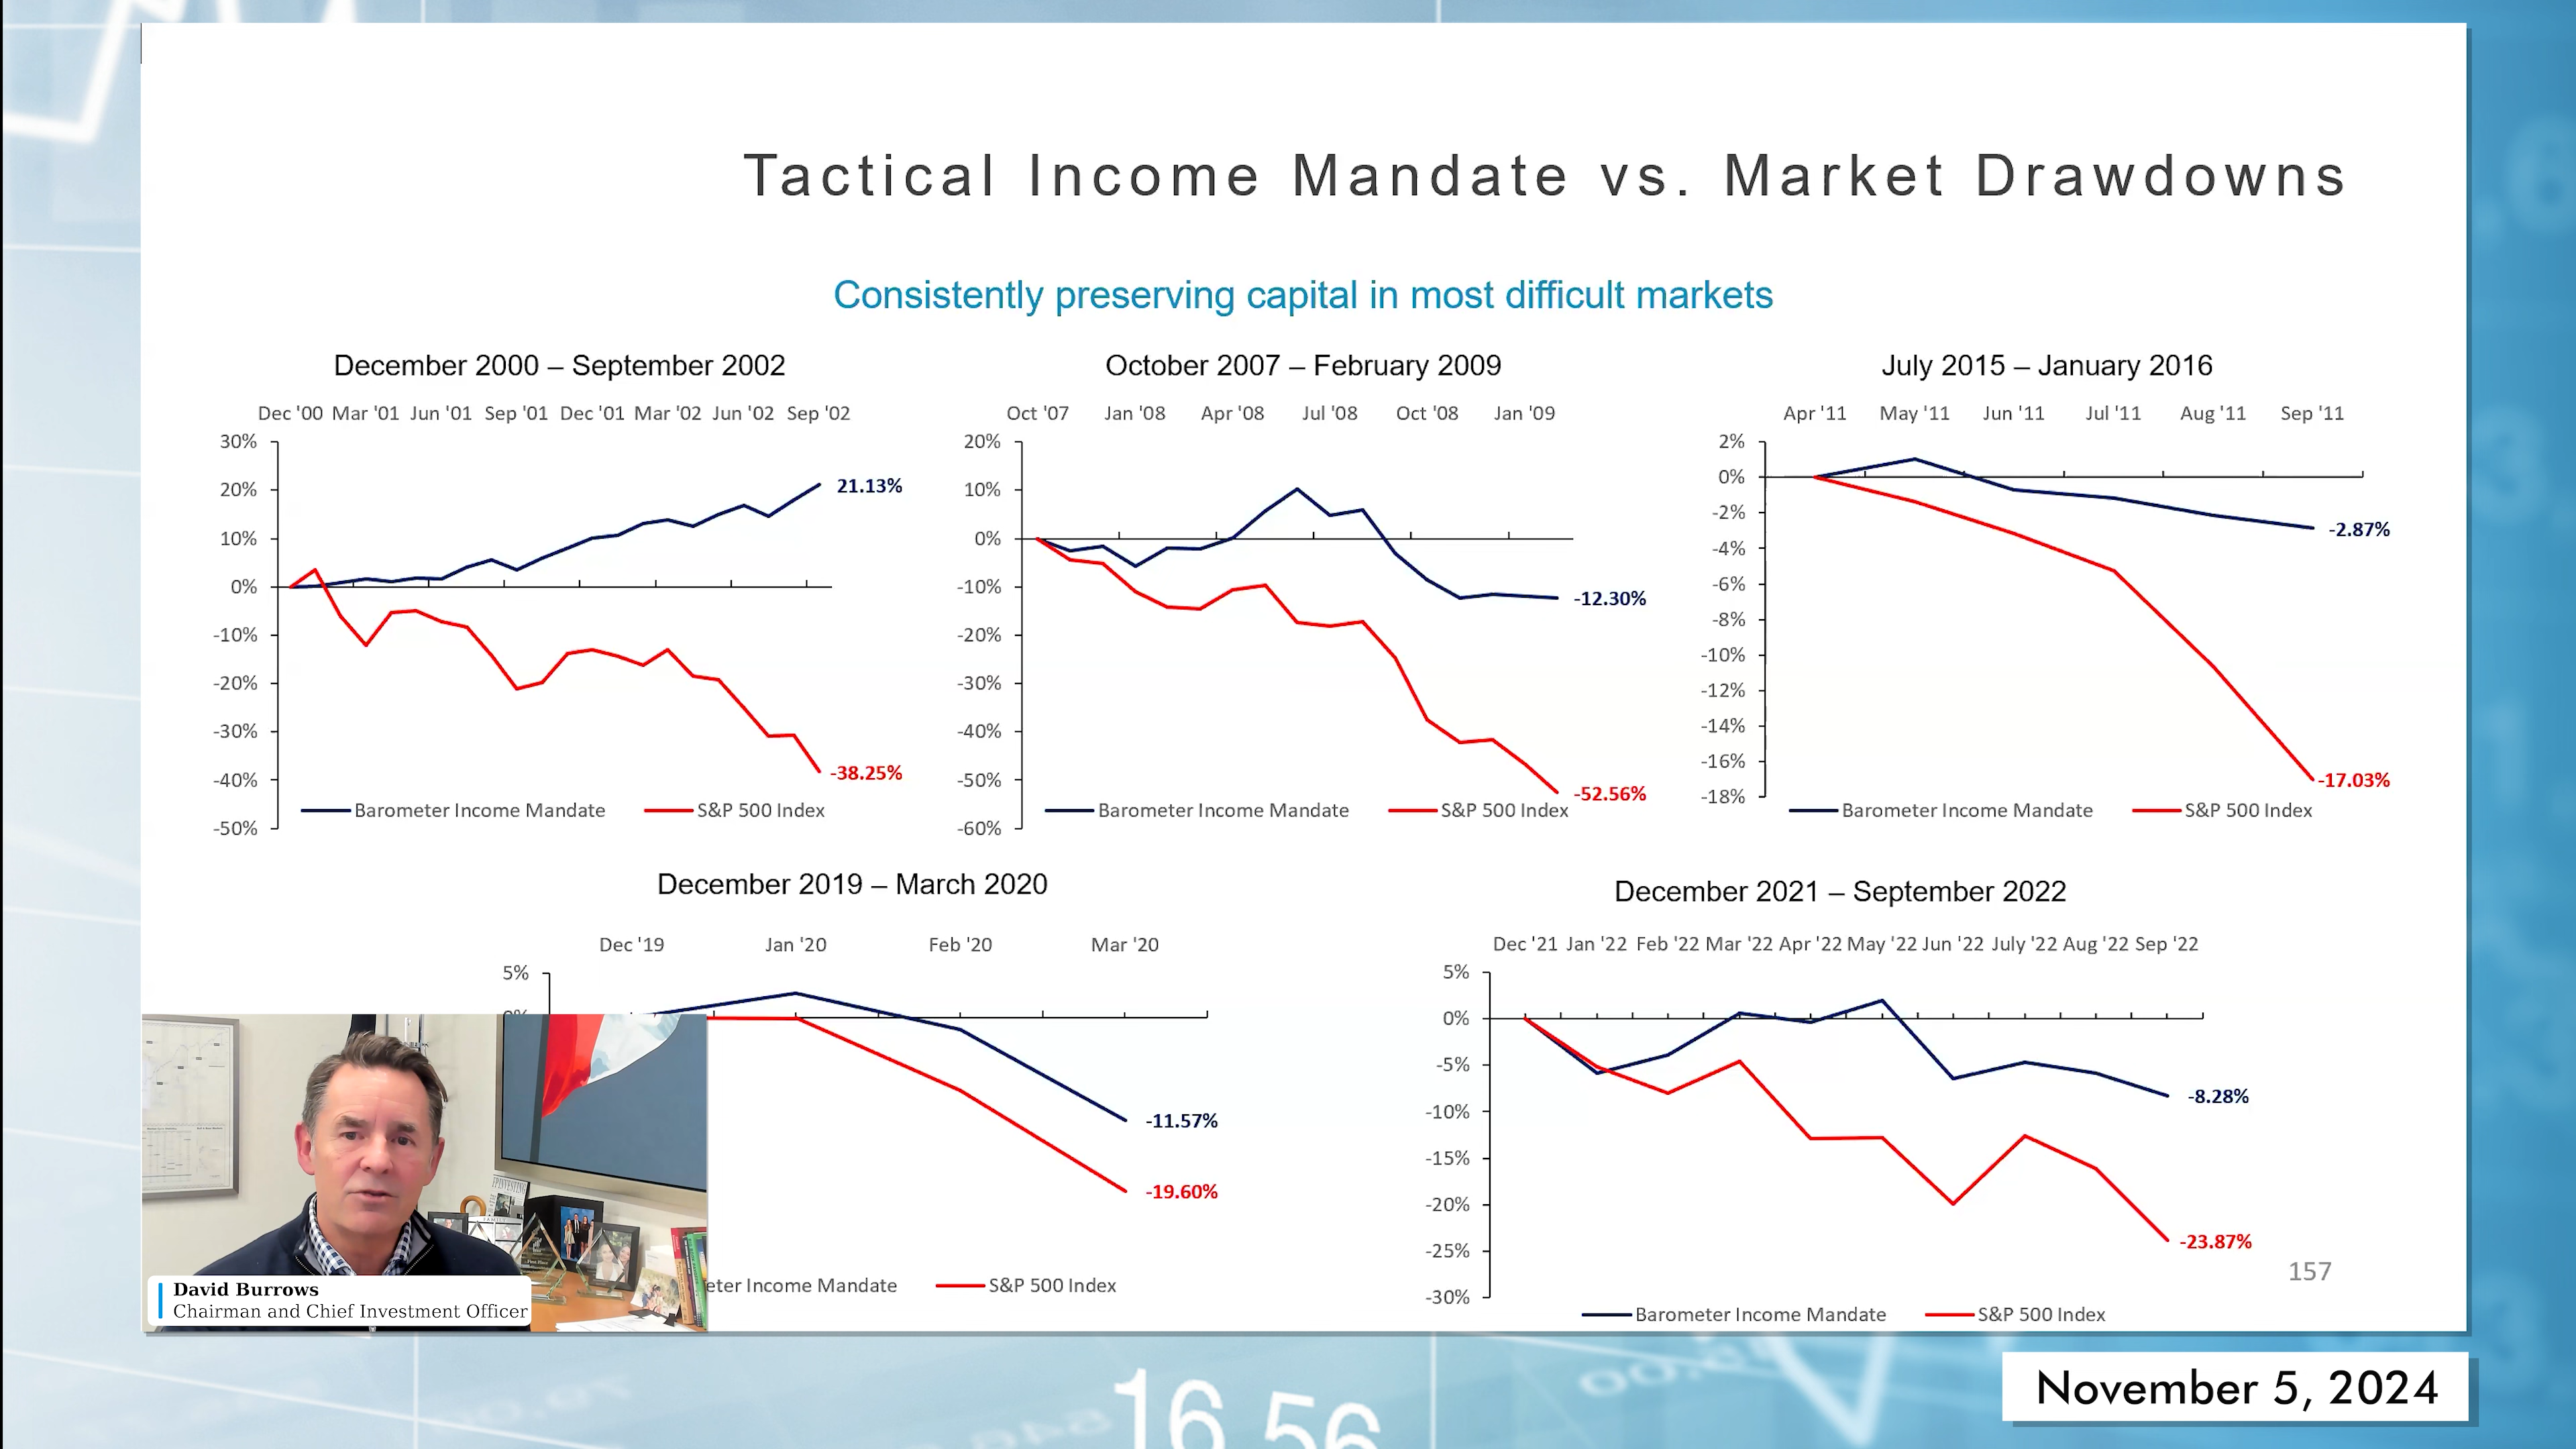 Tactical Income Mandate vs. Market Drawdowns
Consistently preserving capital in most difficult markets
December 2000 – September 2002
Dec '00 Mar '01 Jun '01 Sep '01 Dec '01 Mar '02 Jun '02 Sep '02
30%
20%
10%
0%
-10%
-20%
-30%
-40%
-50%
21.13%
-38.25%
Barometer Income Mandate S&P 500 Index
October 2007 – February 2009
Oct '07 Jan '08 Apr '08 Jul '08 Oct '08 Jan '09
20%
10%
0%
-10%
-20%
-30%
-40%
-50%
-60%
-12.30%
-52.56%
Barometer Income Mandate S&P 500 Index
July 2015 – January 2016
Apr '11 May '11 Jun '11 Jul '11 Aug '11 Sep '11
2%
0%
-2%
-4%
-6%
-8%
-10%
-12%
-14%
-16%
-18%
-2.87%
-17.03%
Barometer Income Mandate S&P 500 Index
December 2019 – March 2020
Dec '19 Jan '20 Feb '20 Mar '20
5%
-11.57%
-19.60%
eter Income Mandate S&P 500 Index
December 2021 – September 2022
Dec '21 Jan '22 Feb '22 Mar '22 Apr '22 May '22 Jun '22 July '22 Aug '22 Sep '22
5%
0%
-5%
-10%
-15%
-20%
-25%
-30%
-8.28%
-23.87%
Barometer Income Mandate S&P 500 Index
157
David Burrows
Chairman and Chief Investment Officer
November 5, 2024
16.56